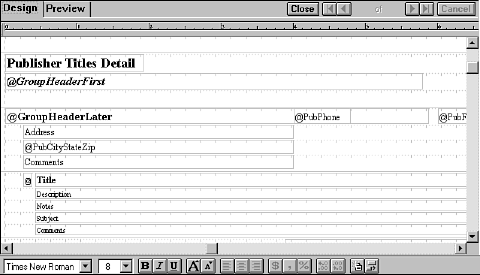 Design Preview Close of Cancel
Publisher Titles Detail
@GroupHeaderFirst
@GroupHeaderLater @PubPhone @PubF
Address
@PubCityStateZip
Comments
@ Title
Description
Notes
Subject
Comments
Times New Roman 8 B I U A A $ , %